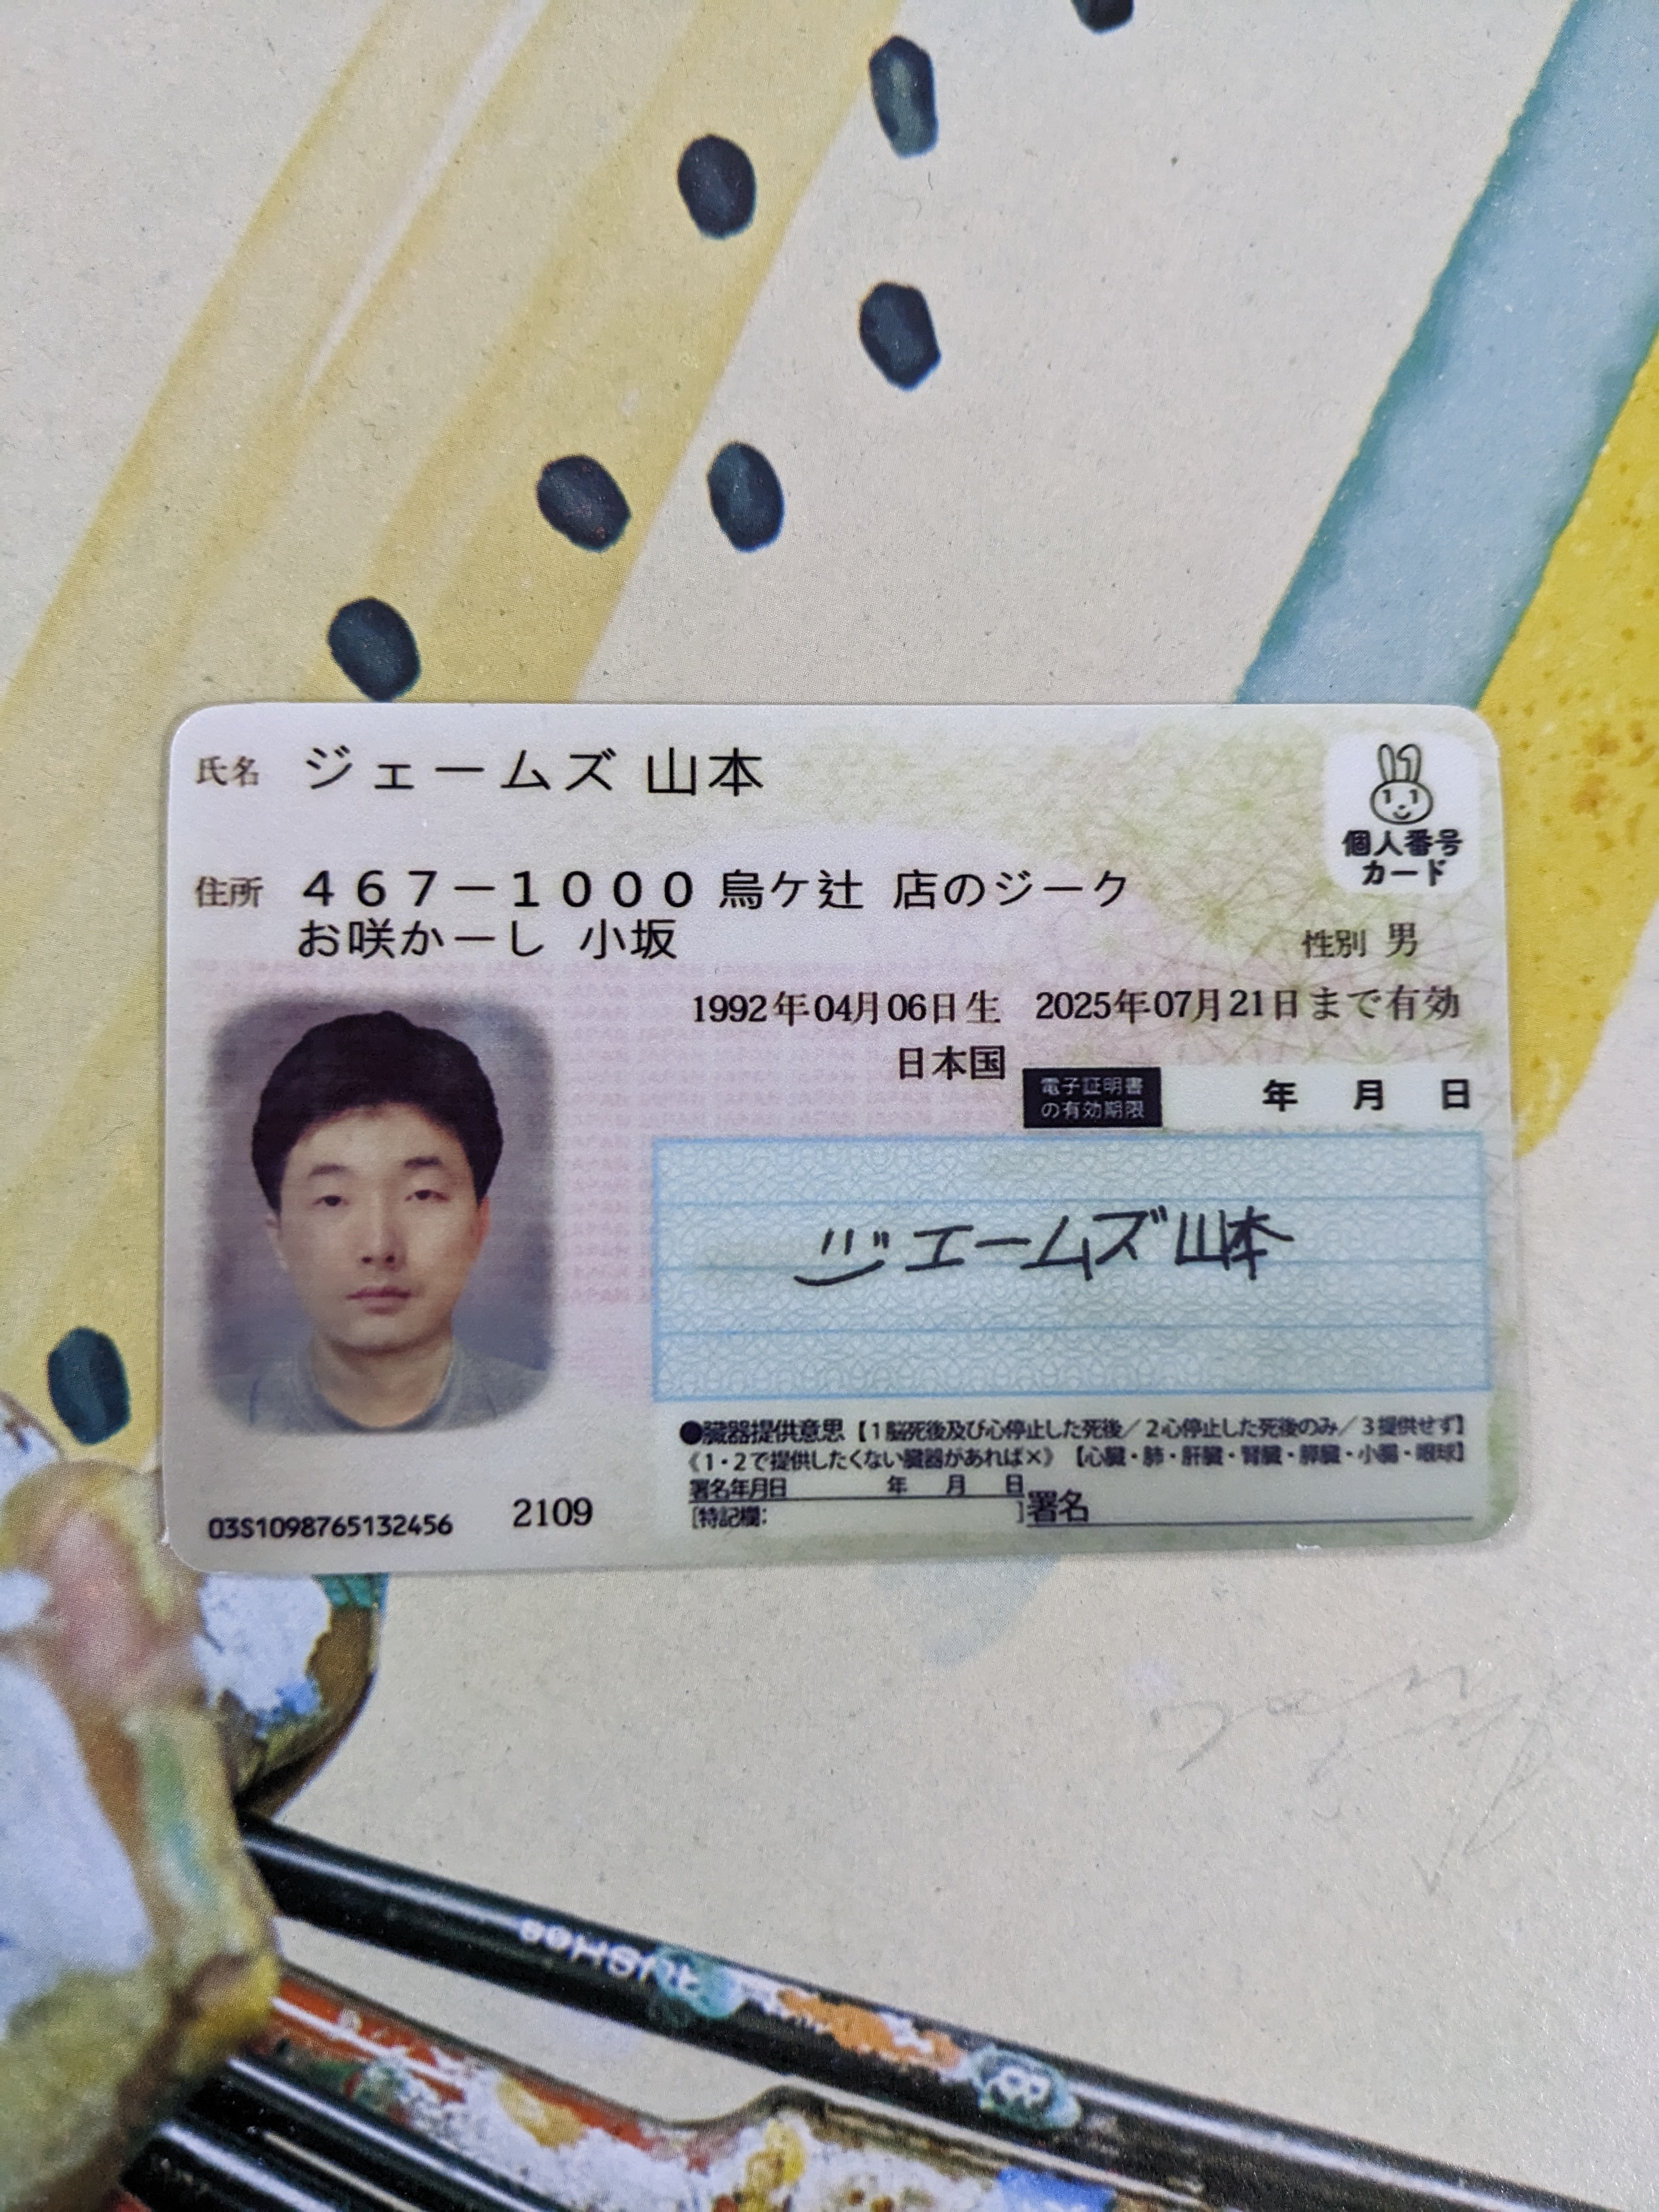 氏名 ジェームズ 山本
個人番号
カード
住所 467-1000 烏ケ辻 店のジーク
お咲かーし 小坂
性別 男
1992年04月06日生 2025年07月21日まで有効
日本国
電子証明書
の有効期限
年 月 日
ジェームズ 山本
●臓器提供意思【1脳死後及び心停止した死後/2心停止した死後のみ/3提供せず】
《1・2で提供したくない臓器があれば×》【心臓・肺・肝臓・腎臓・膵臓・小腸・眼球】
署名年月日 年 月 日
[特記欄: ]署名
03S1098765132456 2109